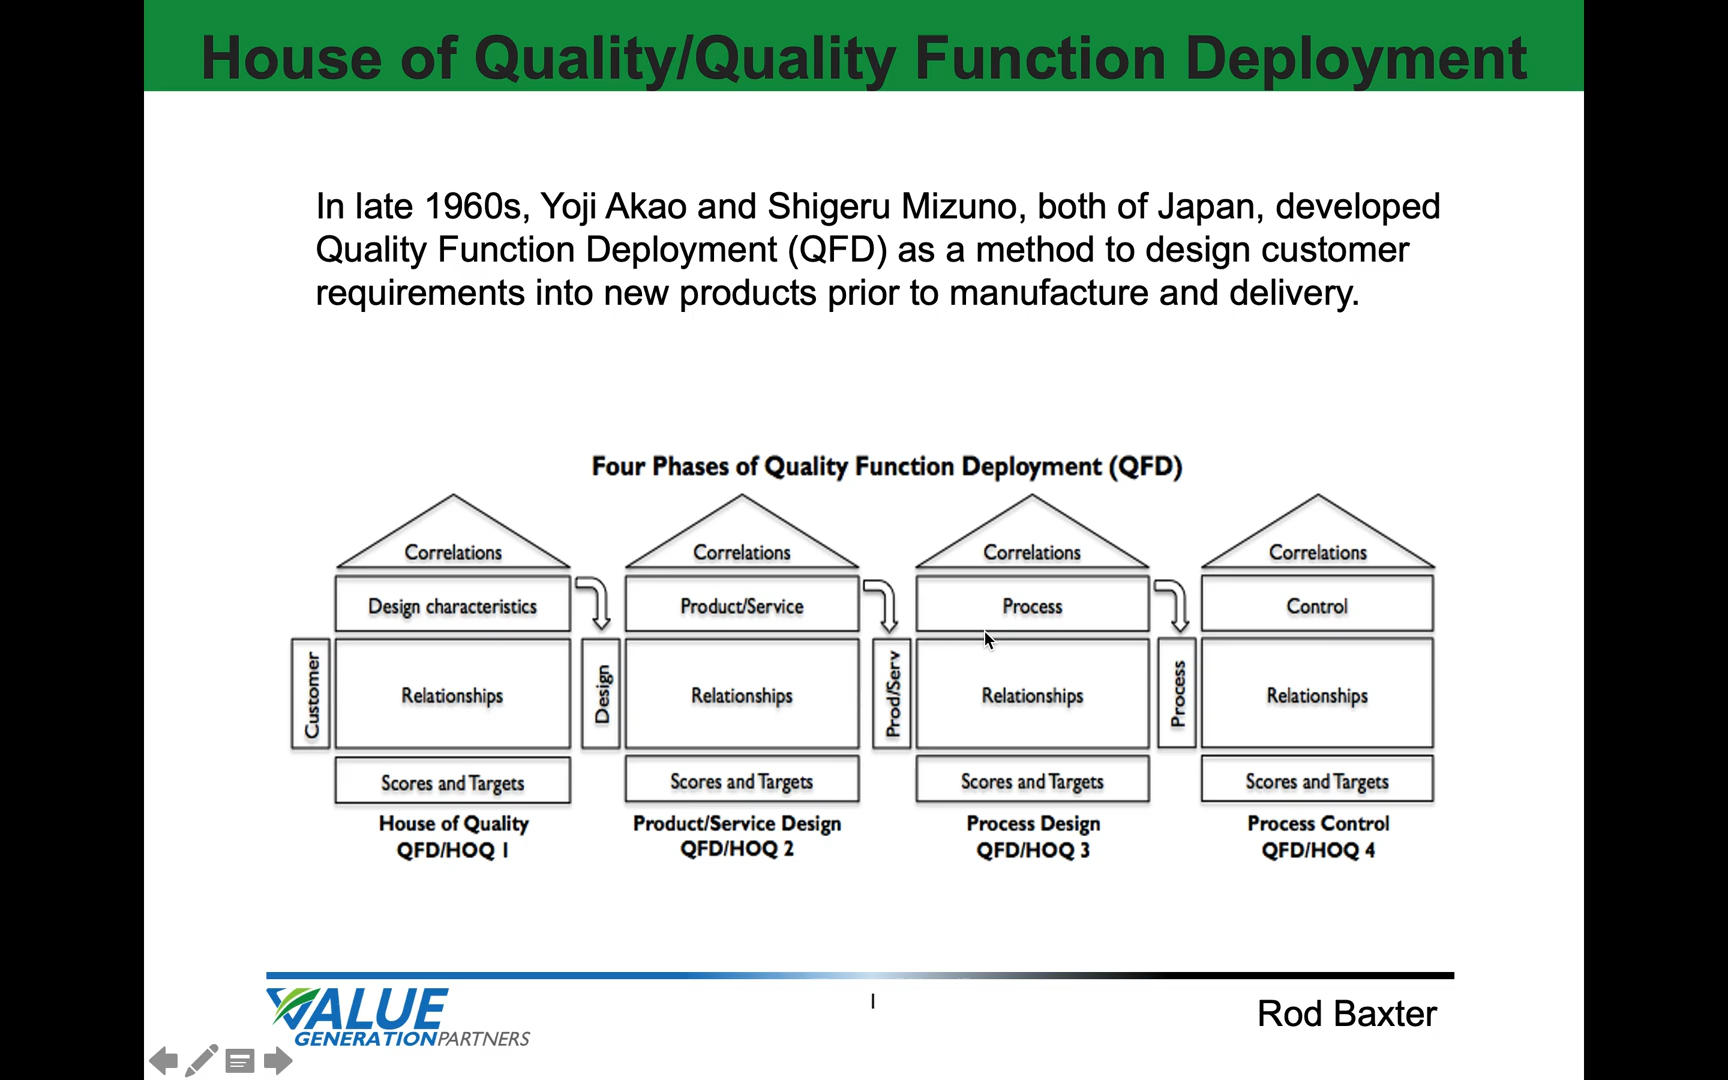 House of Quality/Quality Function Deployment
In late 1960s, Yoji Akao and Shigeru Mizuno, both of Japan, developed
Quality Function Deployment (QFD) as a method to design customer
requirements into new products prior to manufacture and delivery.
Four Phases of Quality Function Deployment (QFD)
Correlations
Design characteristics
Customer
Relationships
Scores and Targets
House of Quality
QFD/HOQ 1
Correlations
Product/Service
Design
Relationships
Scores and Targets
Product/Service Design
QFD/HOQ 2
Correlations
Process
Prod/Serv
Relationships
Scores and Targets
Process Design
QFD/HOQ 3
Correlations
Control
Process
Relationships
Scores and Targets
Process Control
QFD/HOQ 4
VALUE
GENERATIONPARTNERS
1
Rod Baxter